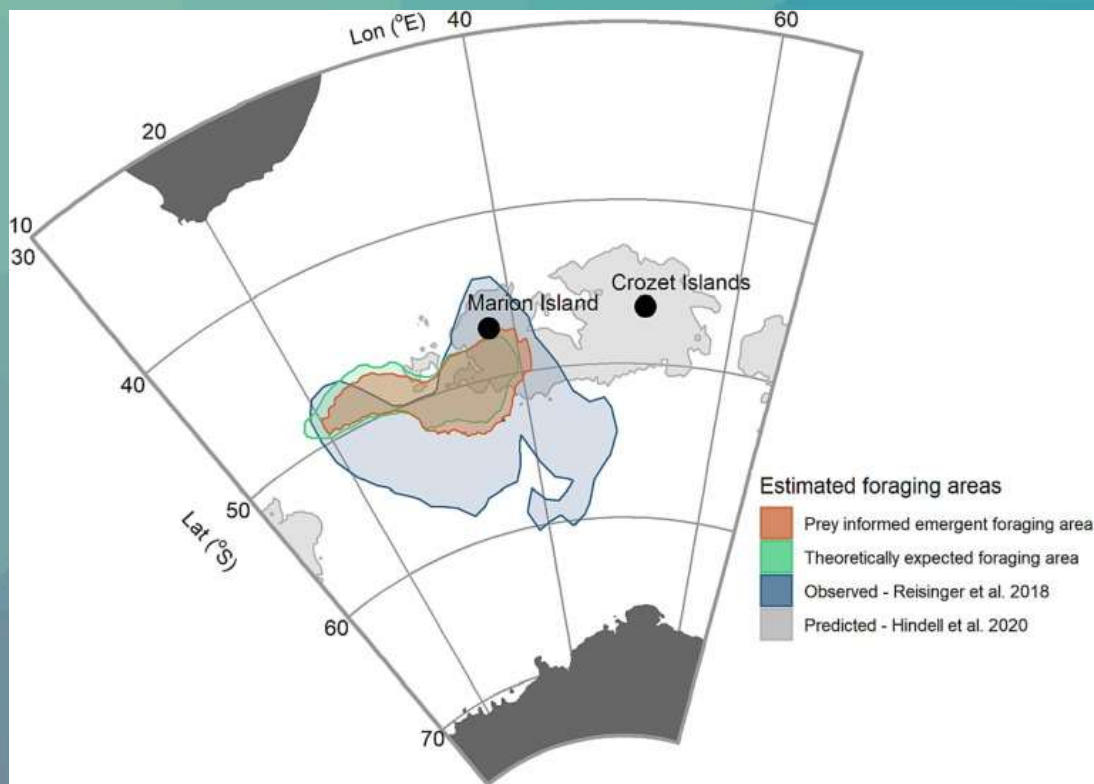 Lon (°E)
40
60
20
10
30
Marion Island
Crozet Islands
40
50
Lat (°S)
60
70
Estimated foraging areas
Prey informed emergent foraging area
Theoretically expected foraging area
Observed - Reisinger et al. 2018
Predicted - Hindell et al. 2020